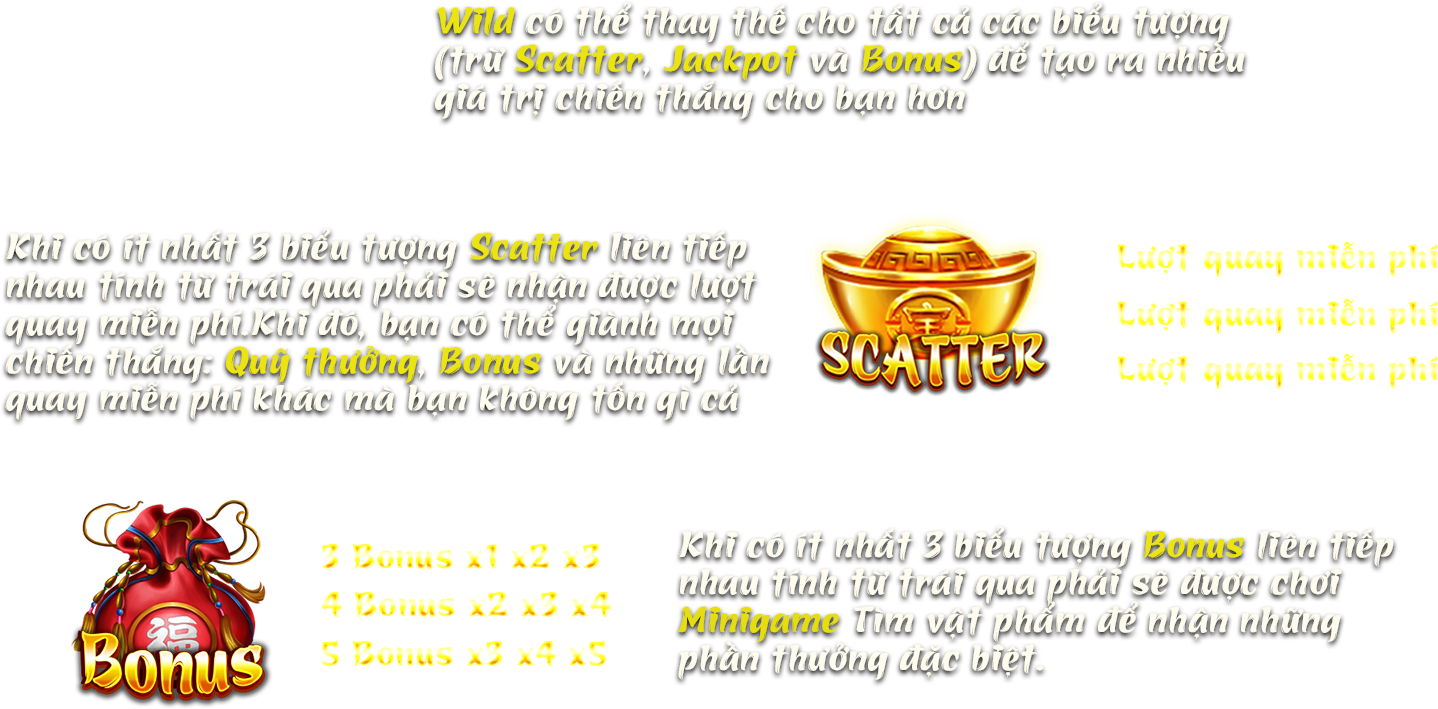 Wild có thể thay thế cho tất cả các biểu tượng
(trừ Scatter, Jackpot và Bonus) để tạo ra nhiều
giá trị chiến thắng cho bạn hơn
Khi có ít nhất 3 biểu tượng Scatter liên tiếp
nhau tính từ trái qua phải sẽ nhận được lượt
quay miễn phí.Khi đó, bạn có thể giành mọi
chiến thắng: Quỹ thưởng, Bonus và những lần
quay miễn phí khác mà bạn không tốn gì cả
宝
SCATTER
Lượt quay miễn phí
Lượt quay miễn phí
Lượt quay miễn phí
福
Bonus
3 Bonus x1 x2 x3
4 Bonus x2 x3 x4
5 Bonus x3 x4 x5
Khi có ít nhất 3 biểu tượng Bonus liên tiếp
nhau tính từ trái qua phải sẽ được chơi
Minigame Tìm vật phẩm để nhận những
phần thưởng đặc biệt.